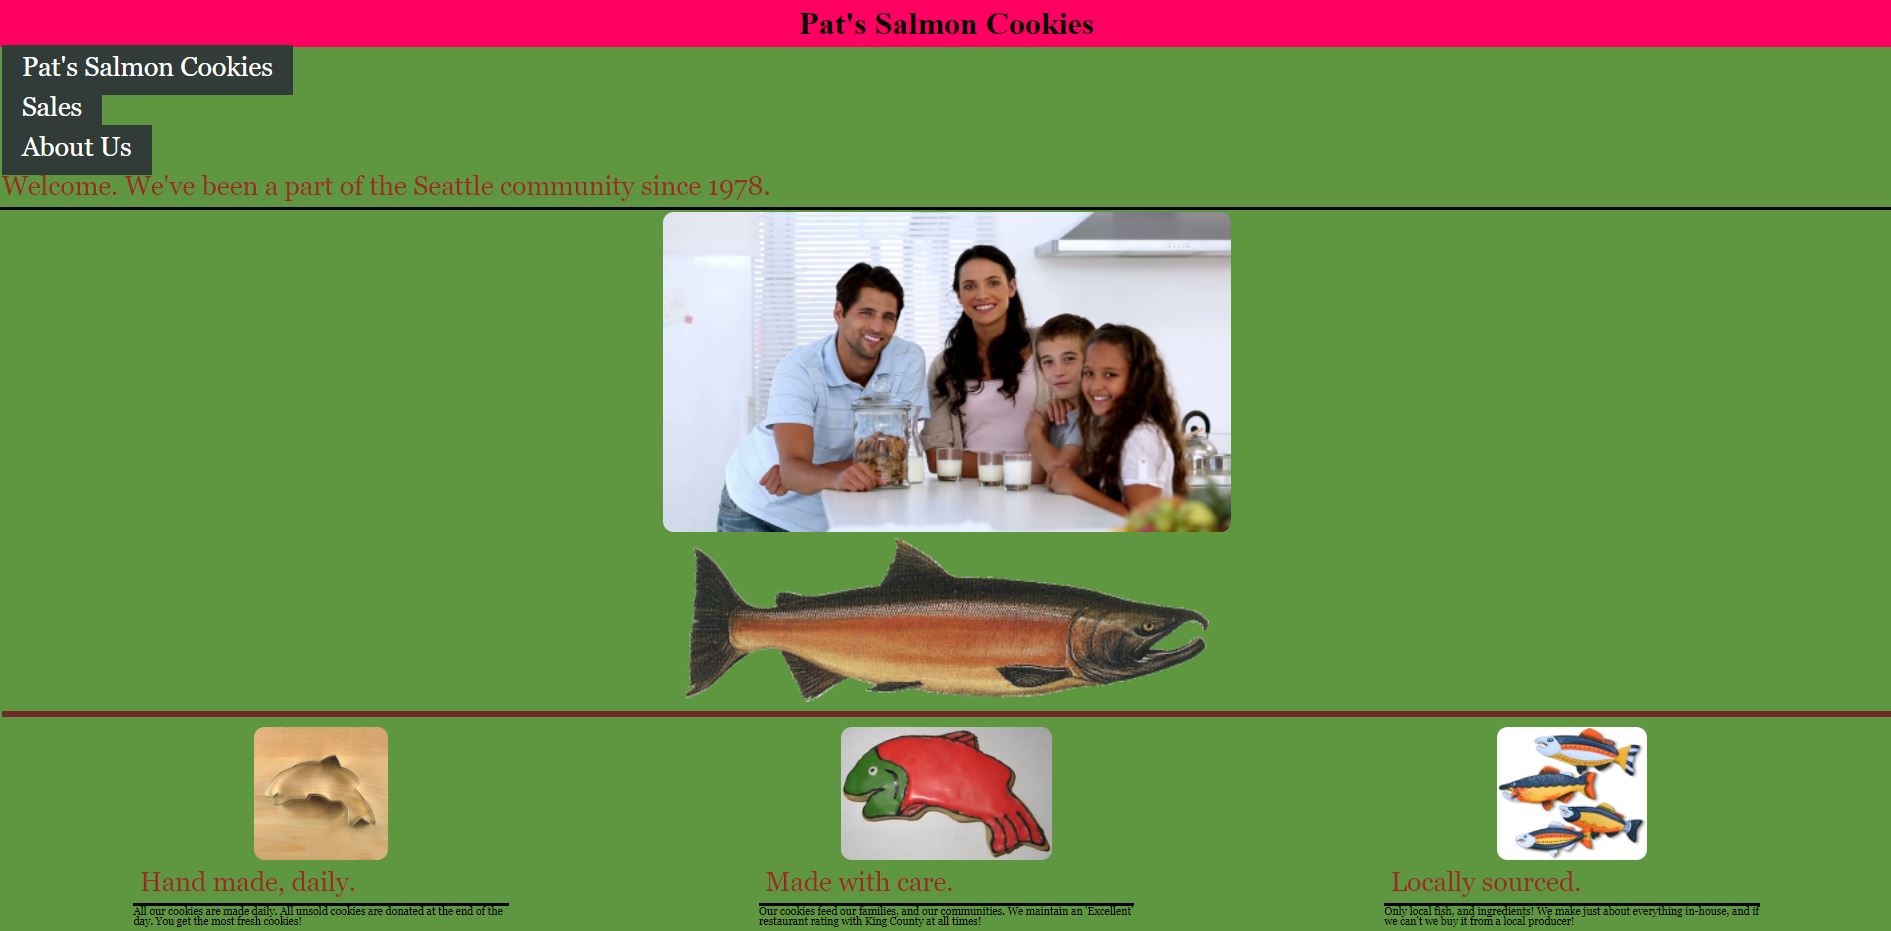 Pat's Salmon Cookies
Pat's Salmon Cookies
Sales
About Us
Welcome. We've been a part of the Seattle community since 1978.
Hand made, daily.
All our cookies are made daily. All unsold cookies are donated at the end of the
day. You get the most fresh cookies!
Made with care.
Our cookies feed our families, and our communities. We maintain an 'Excellent'
restaurant rating with King County at all times!
Locally sourced.
Only local fish, and ingredients! We make just about everything in-house, and if
we can't we buy it from a local producer!